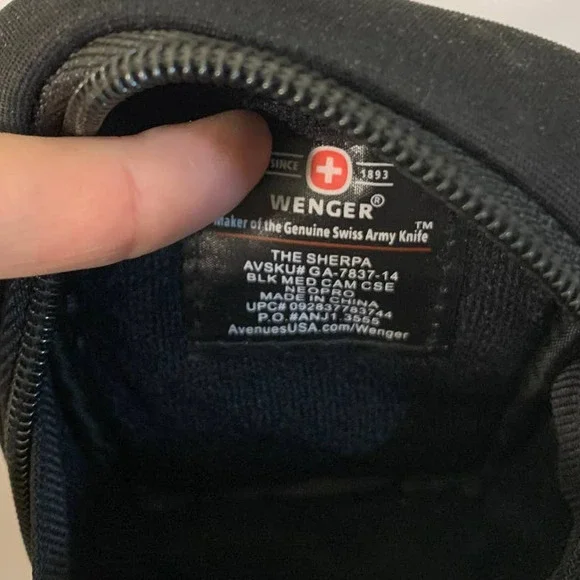 SINCE 1893
WENGER®
Maker of the Genuine Swiss Army Knife™
THE SHERPA
AVSKU# GA-7837-14
BLK MED CAM CSE
NEOPRO
MADE IN CHINA
UPC# 092837783744
P.O.#ANJ1.3555
AvenuesUSA.com/Wenger